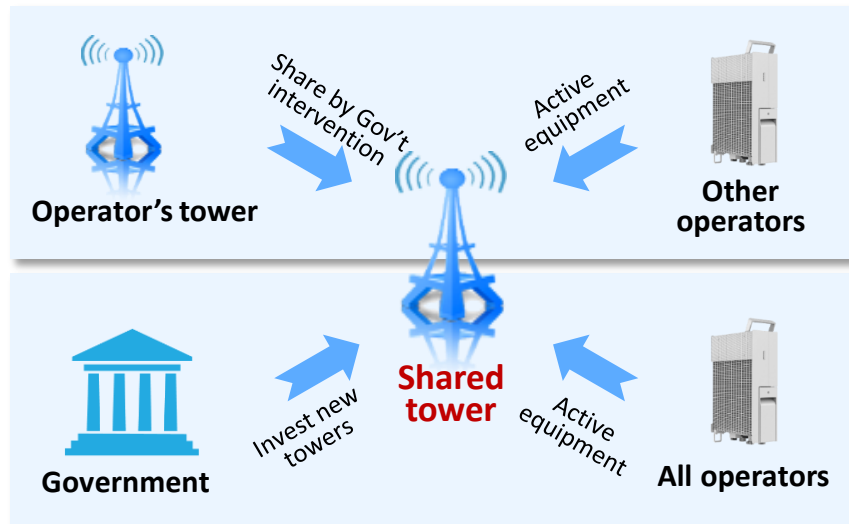 Share by Gov't
intervention
Active
equipment
Operator's tower
Other
operators
Shared
tower
Invest new
towers
Active
equipment
Government
All operators